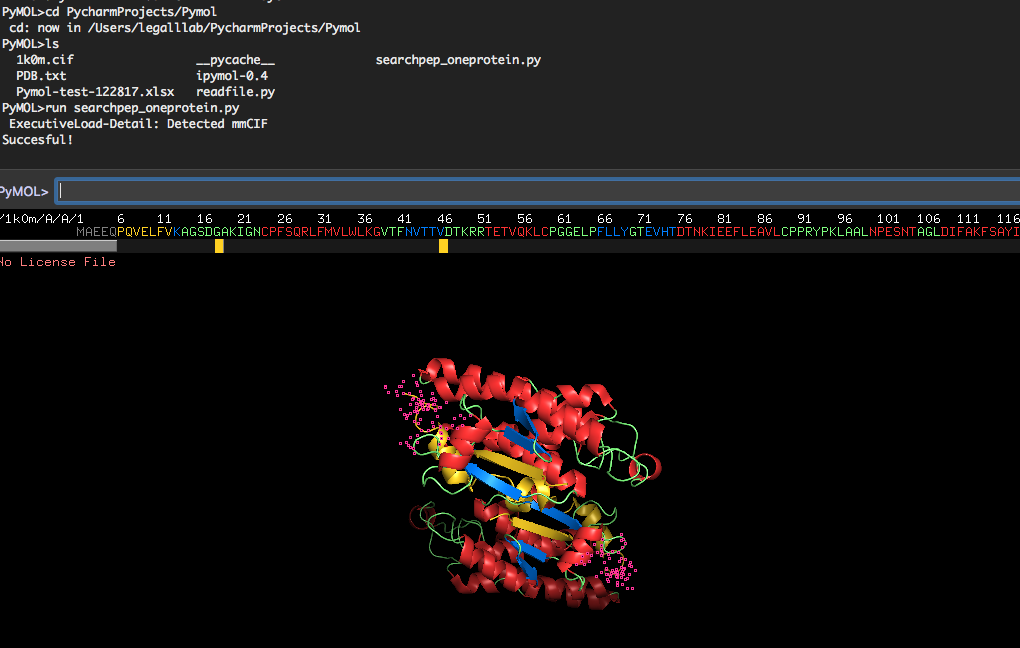 PyMOL>cd PycharmProjects/Pymol
cd: now in /Users/legalllab/PycharmProjects/Pymol
PyMOL>ls
1k0m.cif __pycache__ searchpep_oneprotein.py
PDB.txt ipymol-0.4
Pymol-test-122817.xlsx readfile.py
PyMOL>run searchpep_oneprotein.py
ExecutiveLoad-Detail: Detected mmCIF
Succesful!
PyMOL>
/1k0m/A/A/1 6 11 16 21 26 31 36 41 46 51 56 61 66 71 76 81 86 91 96 101 106 111 116
MAEEQPQVELFVKAGSDGAKIGNCPFSQRLFMVLWLKGVTFNVTTVDTKRRTETVQKLCPGGELPFLLYGTEVHTDTNKIEEFLEAVLCPPRYPKLAALNPESNTAGLDIFAKFSAYI
No License File